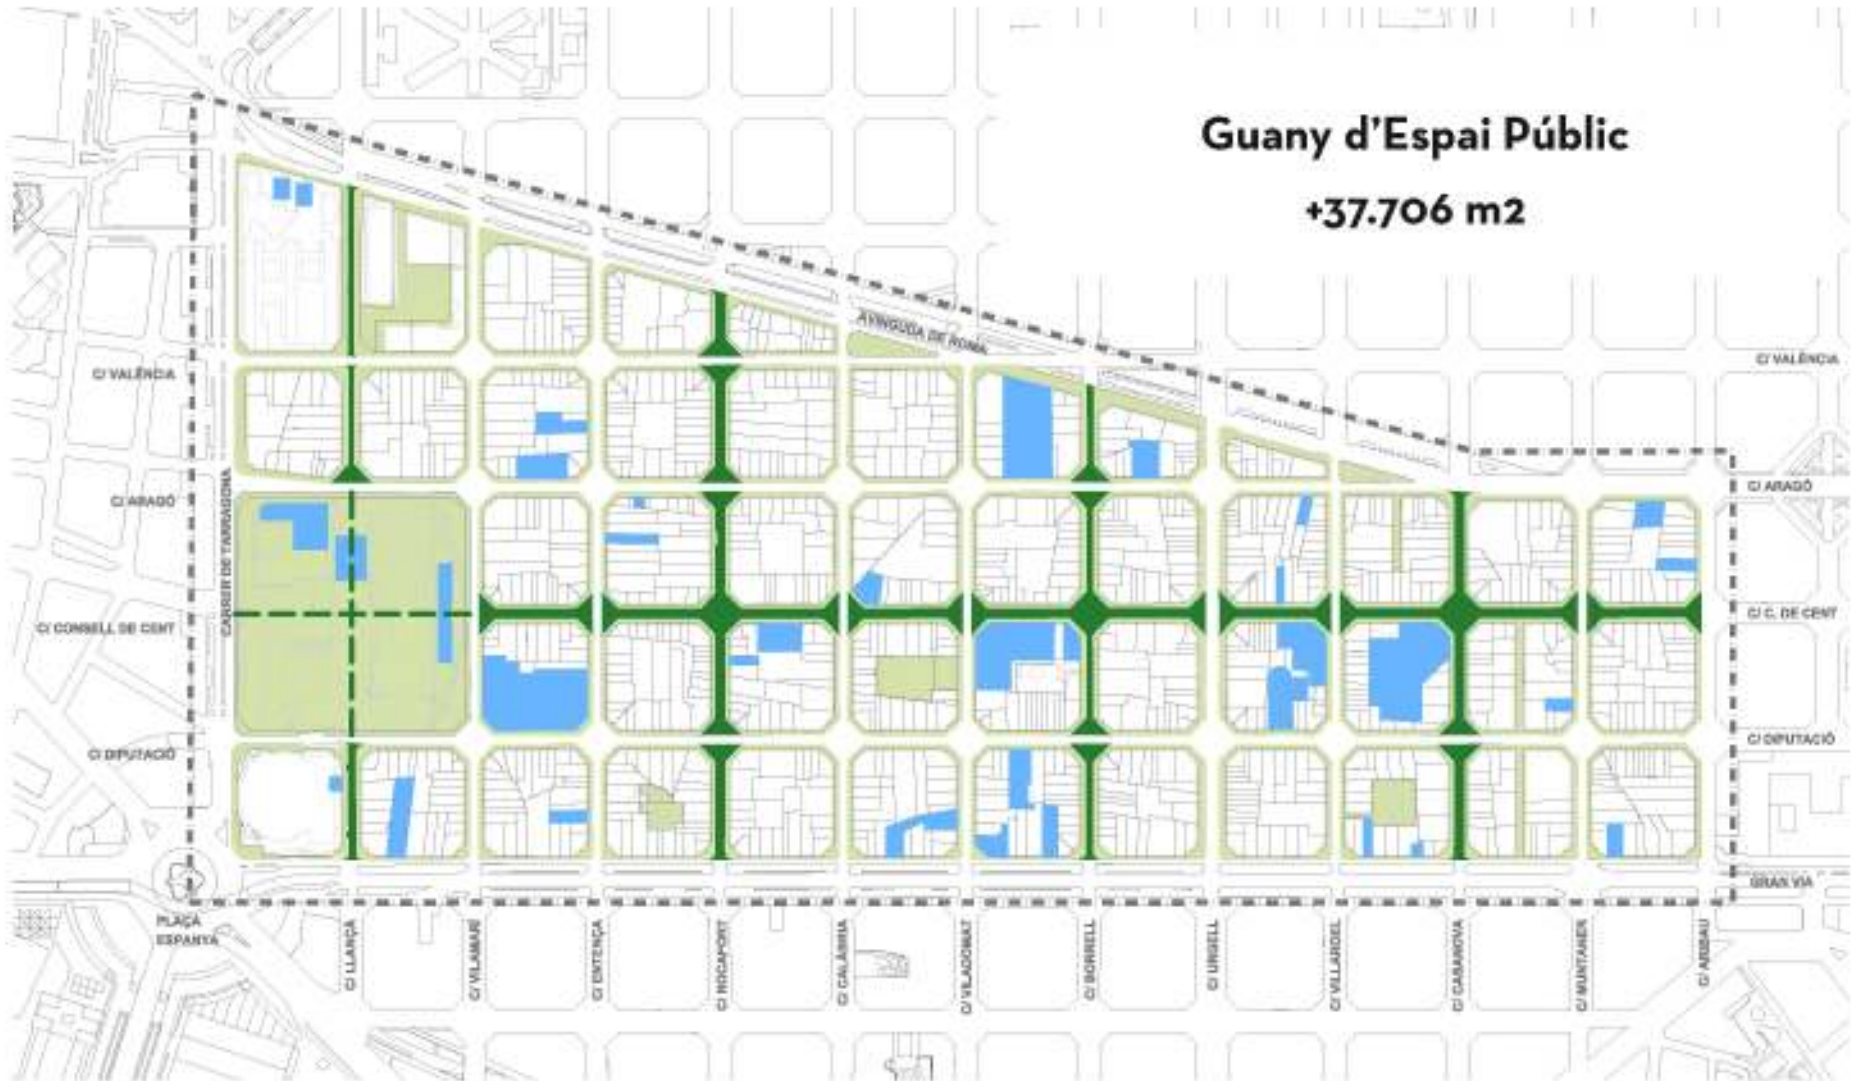 Guany d'Espai Públic
+37.706 m2
AVINGUDA DE ROMA
C/ VALÈNCIA
C/ VALÈNCIA
C/ ARAGÓ
C/ ARAGÓ
CARRER DE TARRAGONA
C/ CONSELL DE CENT
C/ C. DE CENT
C/ DIPUTACIÓ
C/ DIPUTACIÓ
GRAN VIA
PLAÇA
ESPANYA
C/ LLANÇÀ
C/ VILAMARÍ
C/ ENTENÇA
C/ ROCAFORT
C/ CALÀBRIA
C/ VILADOMAT
C/ BORRELL
C/ URGELL
C/ VILLAROEL
C/ CASANOVA
C/ MUNTANER
C/ ARIBAU